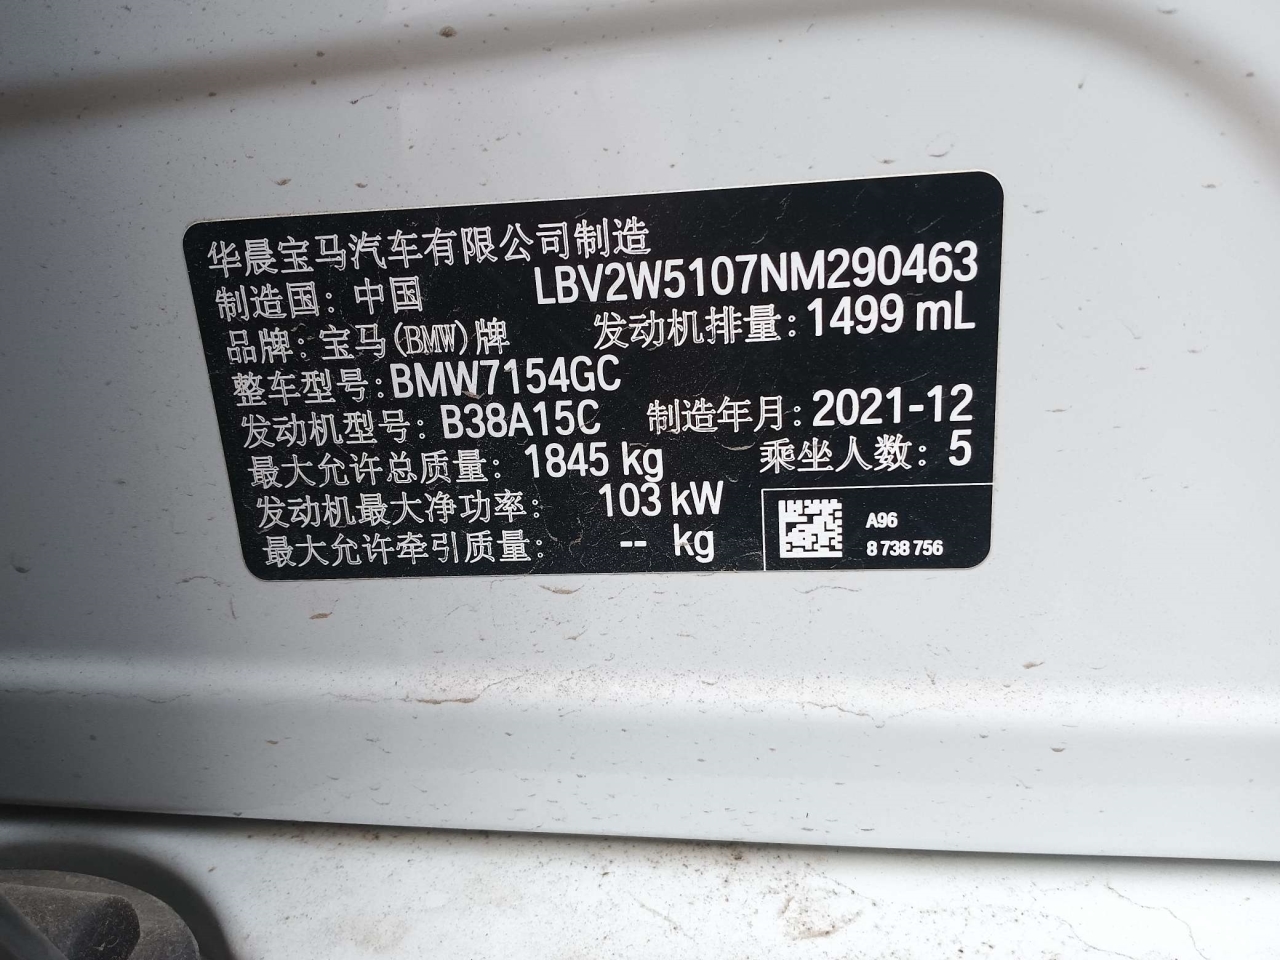 华晨宝马汽车有限公司制造
制造国: 中国 LBV2W5107NM290463
品牌: 宝马(BMW)牌 发动机排量: 1499 mL
整车型号: BMW7154GC
发动机型号: B38A15C 制造年月: 2021-12
最大允许总质量: 1845 kg 乘坐人数: 5
发动机最大净功率: 103 kW
最大允许牵引质量: -- kg
A96
8 738 756